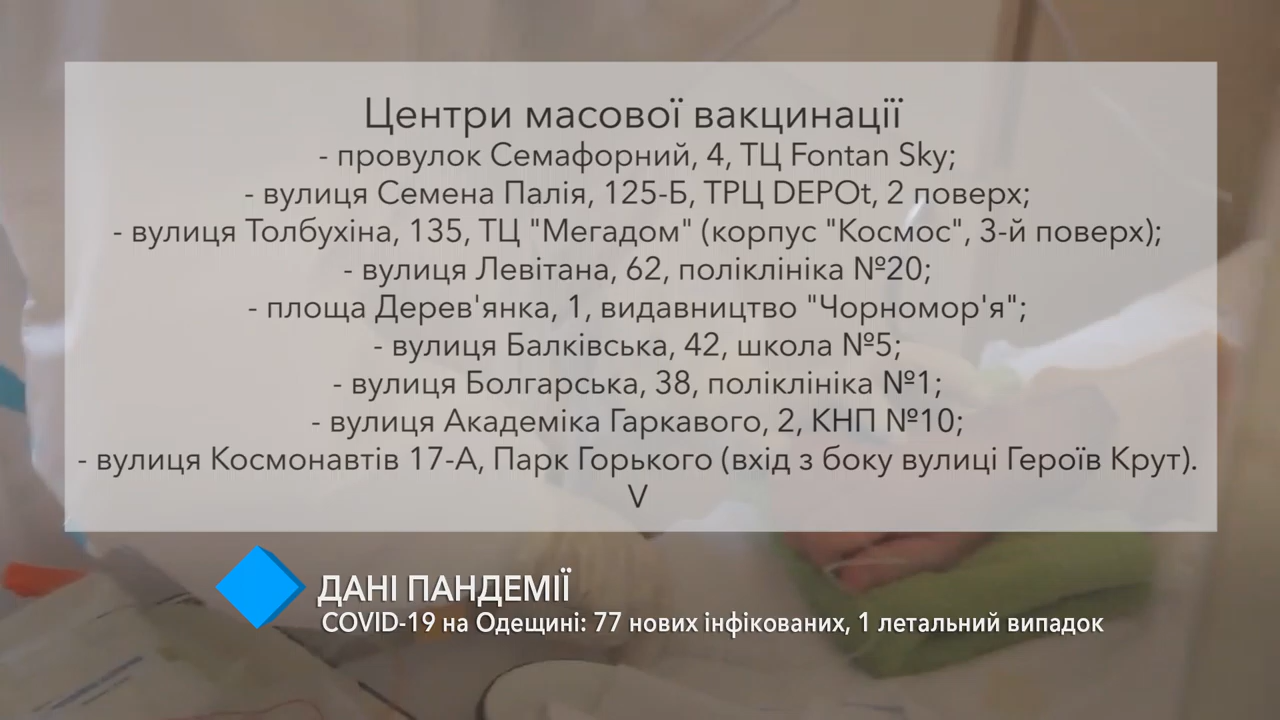 Центри масової вакцинації
- провулок Семафорний, 4, ТЦ Fontan Sky;
- вулиця Семена Палія, 125-Б, ТРЦ DEPOt, 2 поверх;
- вулиця Толбухіна, 135, ТЦ "Мегадом" (корпус "Космос", 3-й поверх);
- вулиця Левітана, 62, поліклініка №20;
- площа Дерев'янка, 1, видавництво "Чорномор'я";
- вулиця Балківська, 42, школа №5;
- вулиця Болгарська, 38, поліклініка №1;
- вулиця Академіка Гаркавого, 2, КНП №10;
- вулиця Космонавтів 17-А, Парк Горького (вхід з боку вулиці Героїв Крут).
V
ДАНІ ПАНДЕМІЇ
COVID-19 на Одещині: 77 нових інфікованих, 1 летальний випадок